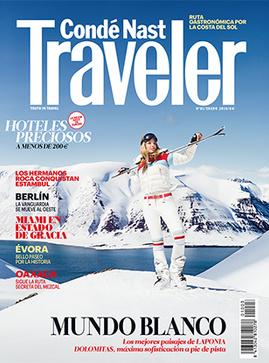 Condé Nast
Traveler
RUTA
GASTRONÓMICA POR
LA COSTA DEL SOL
TRUTH IN TRAVEL
HOTELES
PRECIOSOS
A MENOS DE 200 €
LOS HERMANOS
ROCA CONQUISTAN
ESTAMBUL
BERLÍN
LA VANGUARDIA
SE MUEVE AL OESTE
MIAMI EN
ESTADO
DE GRACIA
ÉVORA
BELLO PASEO
POR LA HISTORIA
OAXACA
SIGUE LA RUTA
SECRETA DEL MEZCAL
MUNDO BLANCO
Los mejores paisajes de LAPONIA
DOLOMITAS, máxima sofisticación a pie de pista